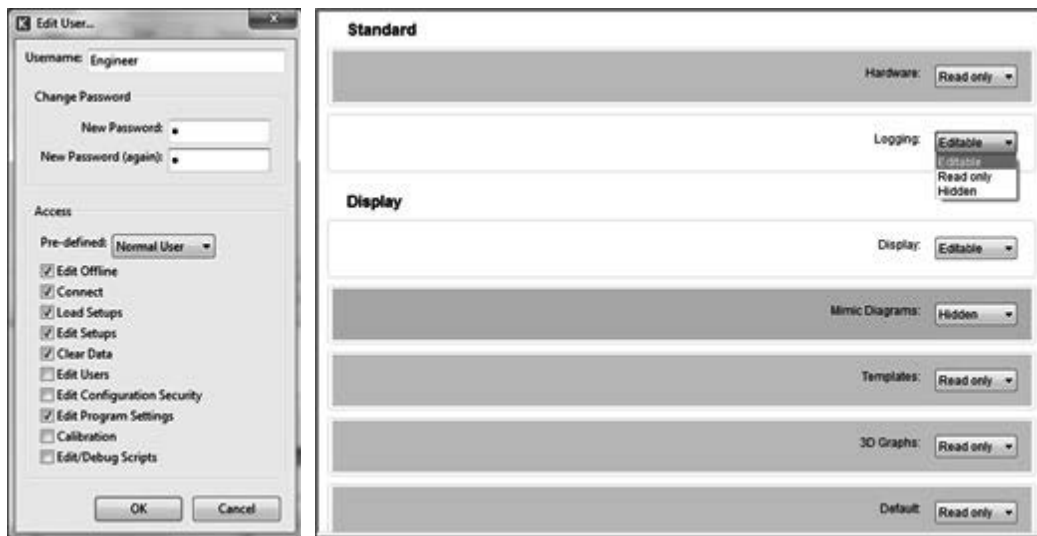 Edit User...
Username: Engineer
Change Password
New Password:
New Password (again):
Access
Pre-defined: Normal User
Edit Offline
Connect
Load Setups
Edit Setups
Clear Data
Edit Users
Edit Configuration Security
Edit Program Settings
Calibration
Edit/Debug Scripts
OK Cancel
Standard
Hardware: Read only
Logging: Editable
Editable
Read only
Hidden
Display
Display: Editable
Mimic Diagrams: Hidden
Templates: Read only
3D Graphs: Read only
Default: Read only